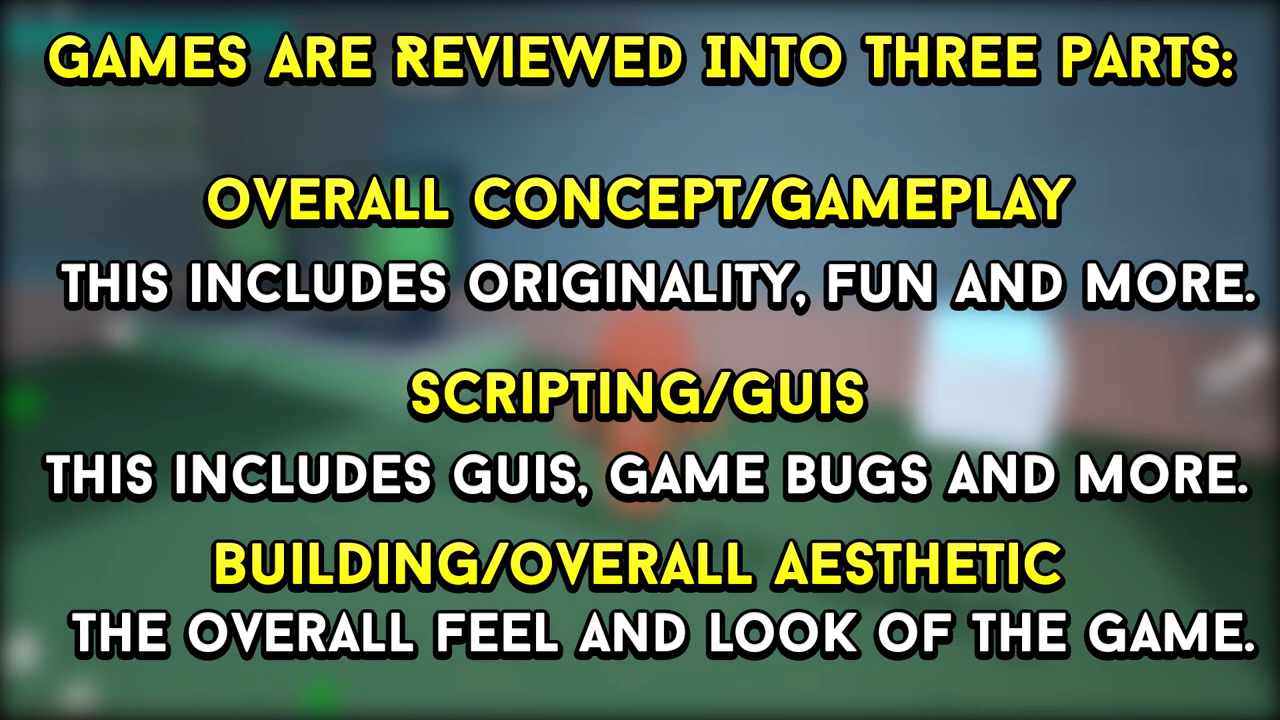 GAMES ARE REVIEWED INTO THREE PARTS:
OVERALL CONCEPT/GAMEPLAY
THIS INCLUDES ORIGINALITY, FUN AND MORE.
SCRIPTING/GUIS
THIS INCLUDES GUIS, GAME BUGS AND MORE.
BUILDING/OVERALL AESTHETIC
THE OVERALL FEEL AND LOOK OF THE GAME.